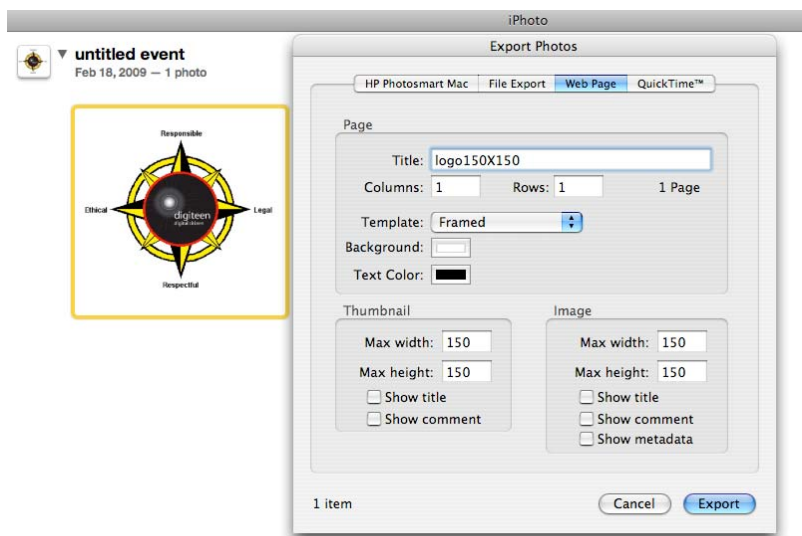 iPhoto
untitled event
Feb 18, 2009 — 1 photo
Responsible
Ethical
Legal
digiteen
Respectful
Export Photos
HP Photosmart Mac File Export Web Page QuickTime™
Page
Title: logo150X150
Columns: 1 Rows: 1 1 Page
Template: Framed
Background:
Text Color:
Thumbnail
Max width: 150
Max height: 150
Show title
Show comment
Image
Max width: 150
Max height: 150
Show title
Show comment
Show metadata
1 item
Cancel Export